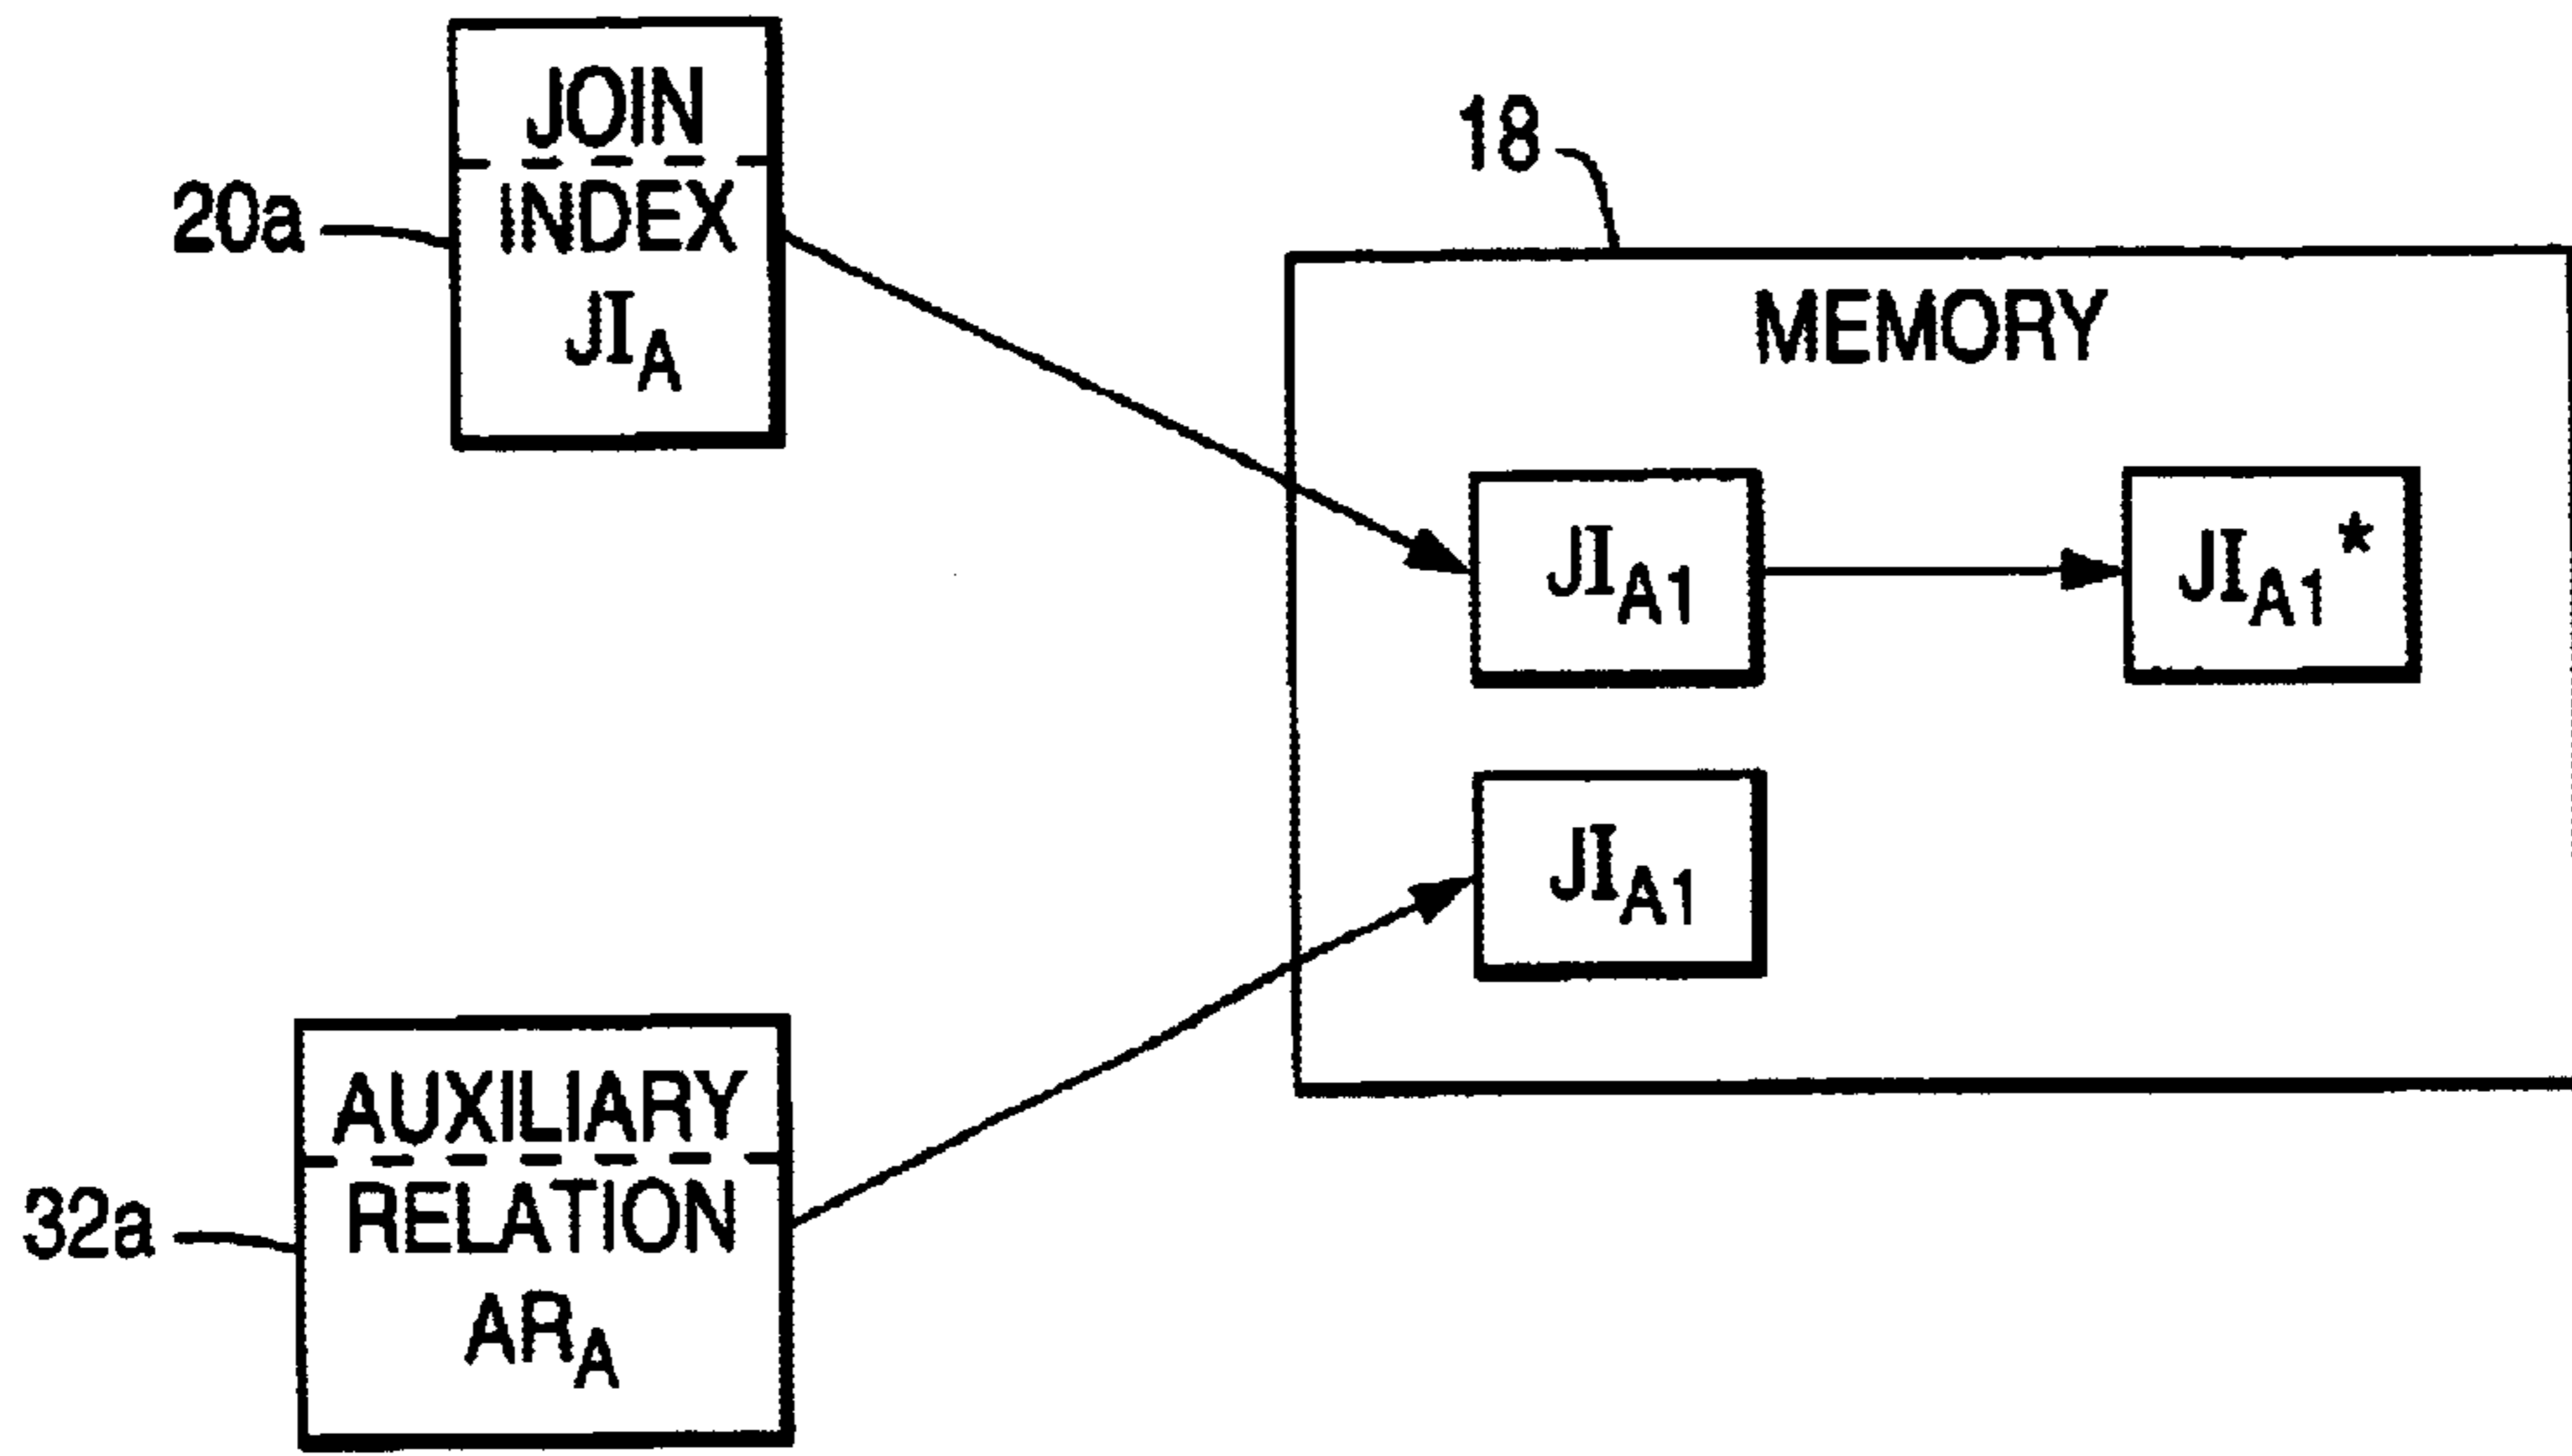 JOIN
INDEX
JI_A
20a
18
MEMORY
JI_A1
JI_A1*
JI_A1
AUXILIARY
RELATION
AR_A
32a